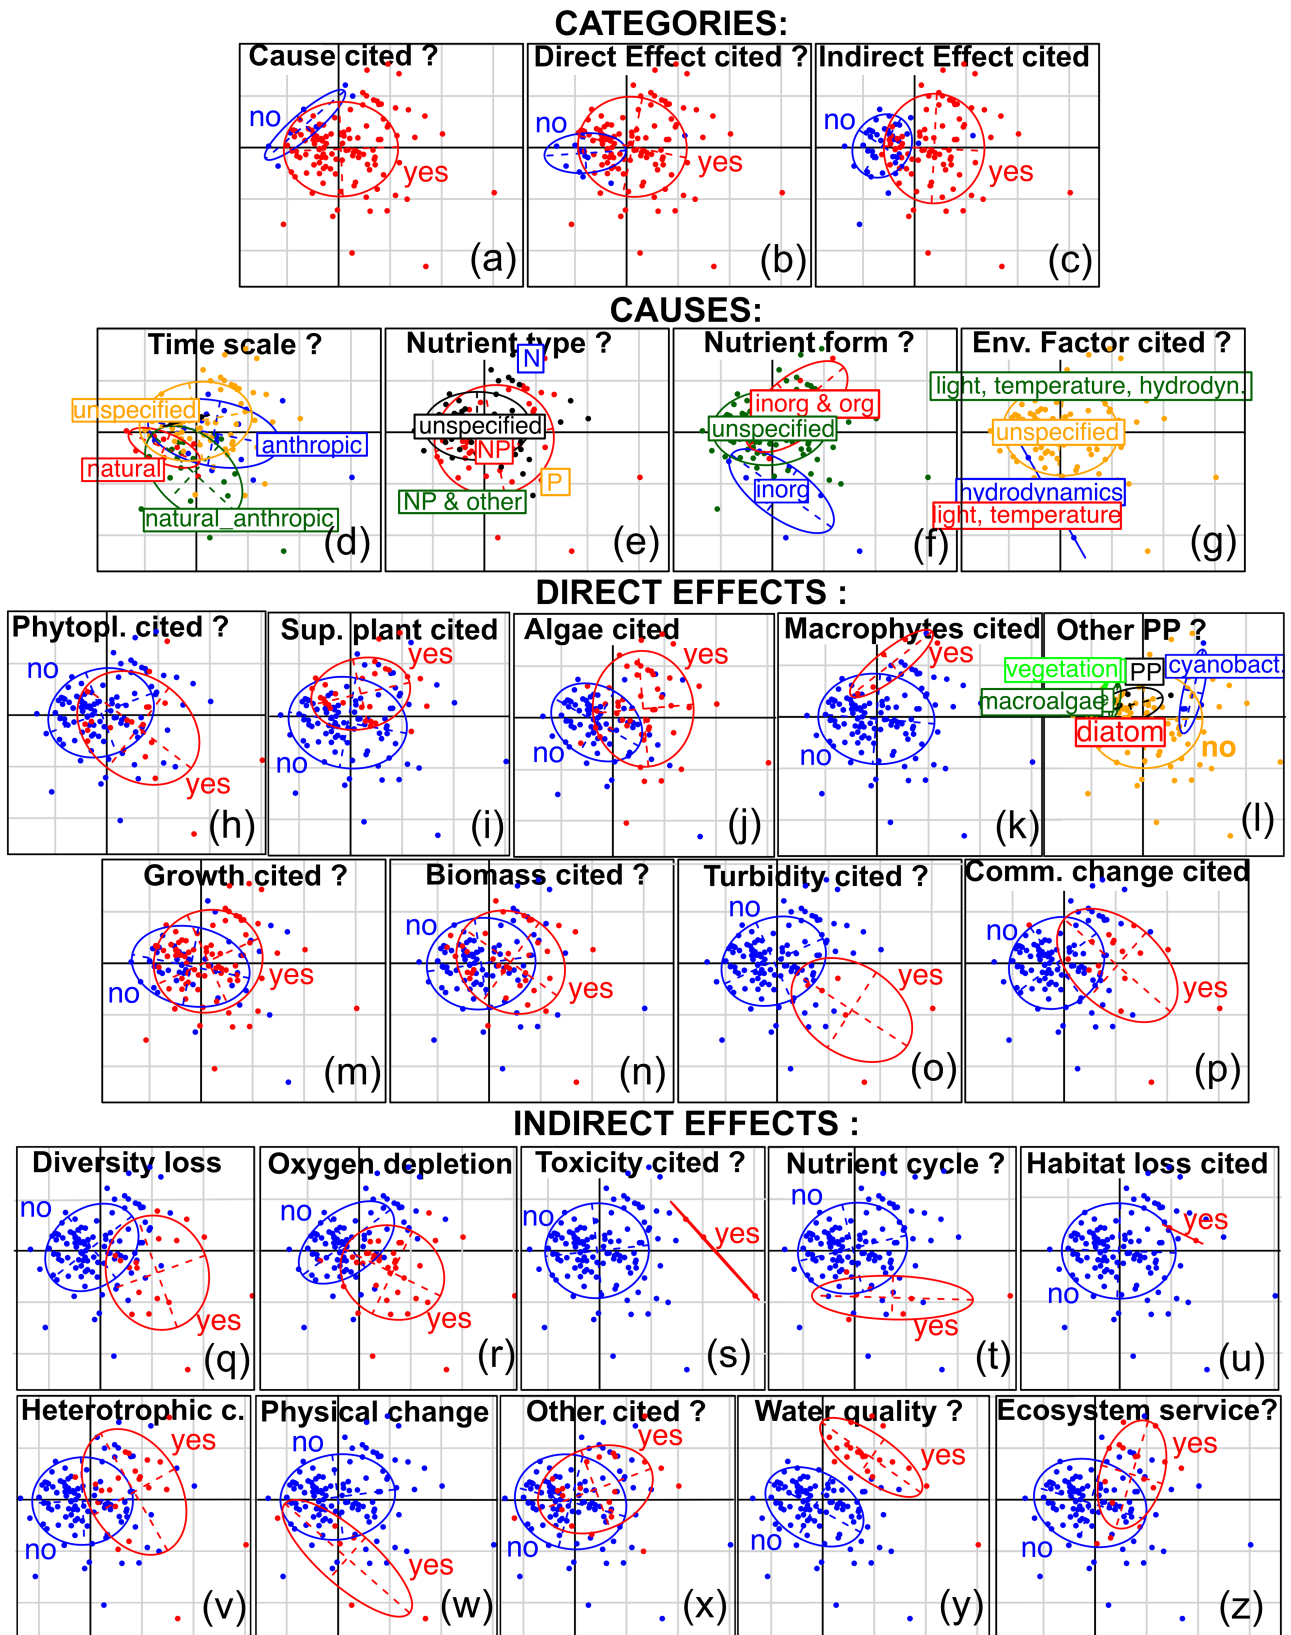 CATEGORIES:
Cause cited ?
no
yes
(a)
Direct Effect cited ?
no
yes
(b)
Indirect Effect cited
no
yes
(c)
CAUSES:
Time scale ?
unspecified
anthropic
natural
natural_anthropic
(d)
Nutrient type ?
N
unspecified
NP
P
NP & other
(e)
Nutrient form ?
inorg & org
unspecified
inorg
(f)
Env. Factor cited ?
light, temperature, hydrodyn.
unspecified
hydrodynamics
light, temperature
(g)
DIRECT EFFECTS :
Phytopl. cited ?
no
yes
(h)
Sup. plant cited
yes
no
(i)
Algae cited
yes
no
(j)
Macrophytes cited
yes
no
(k)
Other PP ?
vegetation
PP
cyanobact.
macroalgae
diatom
no
(l)
Growth cited ?
yes
no
(m)
Biomass cited ?
no
yes
(n)
Turbidity cited ?
no
yes
(o)
Comm. change cited
no
yes
(p)
INDIRECT EFFECTS :
Diversity loss
no
yes
(q)
Oxygen depletion
no
yes
(r)
Toxicity cited ?
no
yes
(s)
Nutrient cycle ?
no
yes
(t)
Habitat loss cited
yes
no
(u)
Heterotrophic c.
yes
no
(v)
Physical change
no
yes
(w)
Other cited ?
yes
no
(x)
Water quality ?
yes
no
(y)
Ecosystem service?
yes
no
(z)